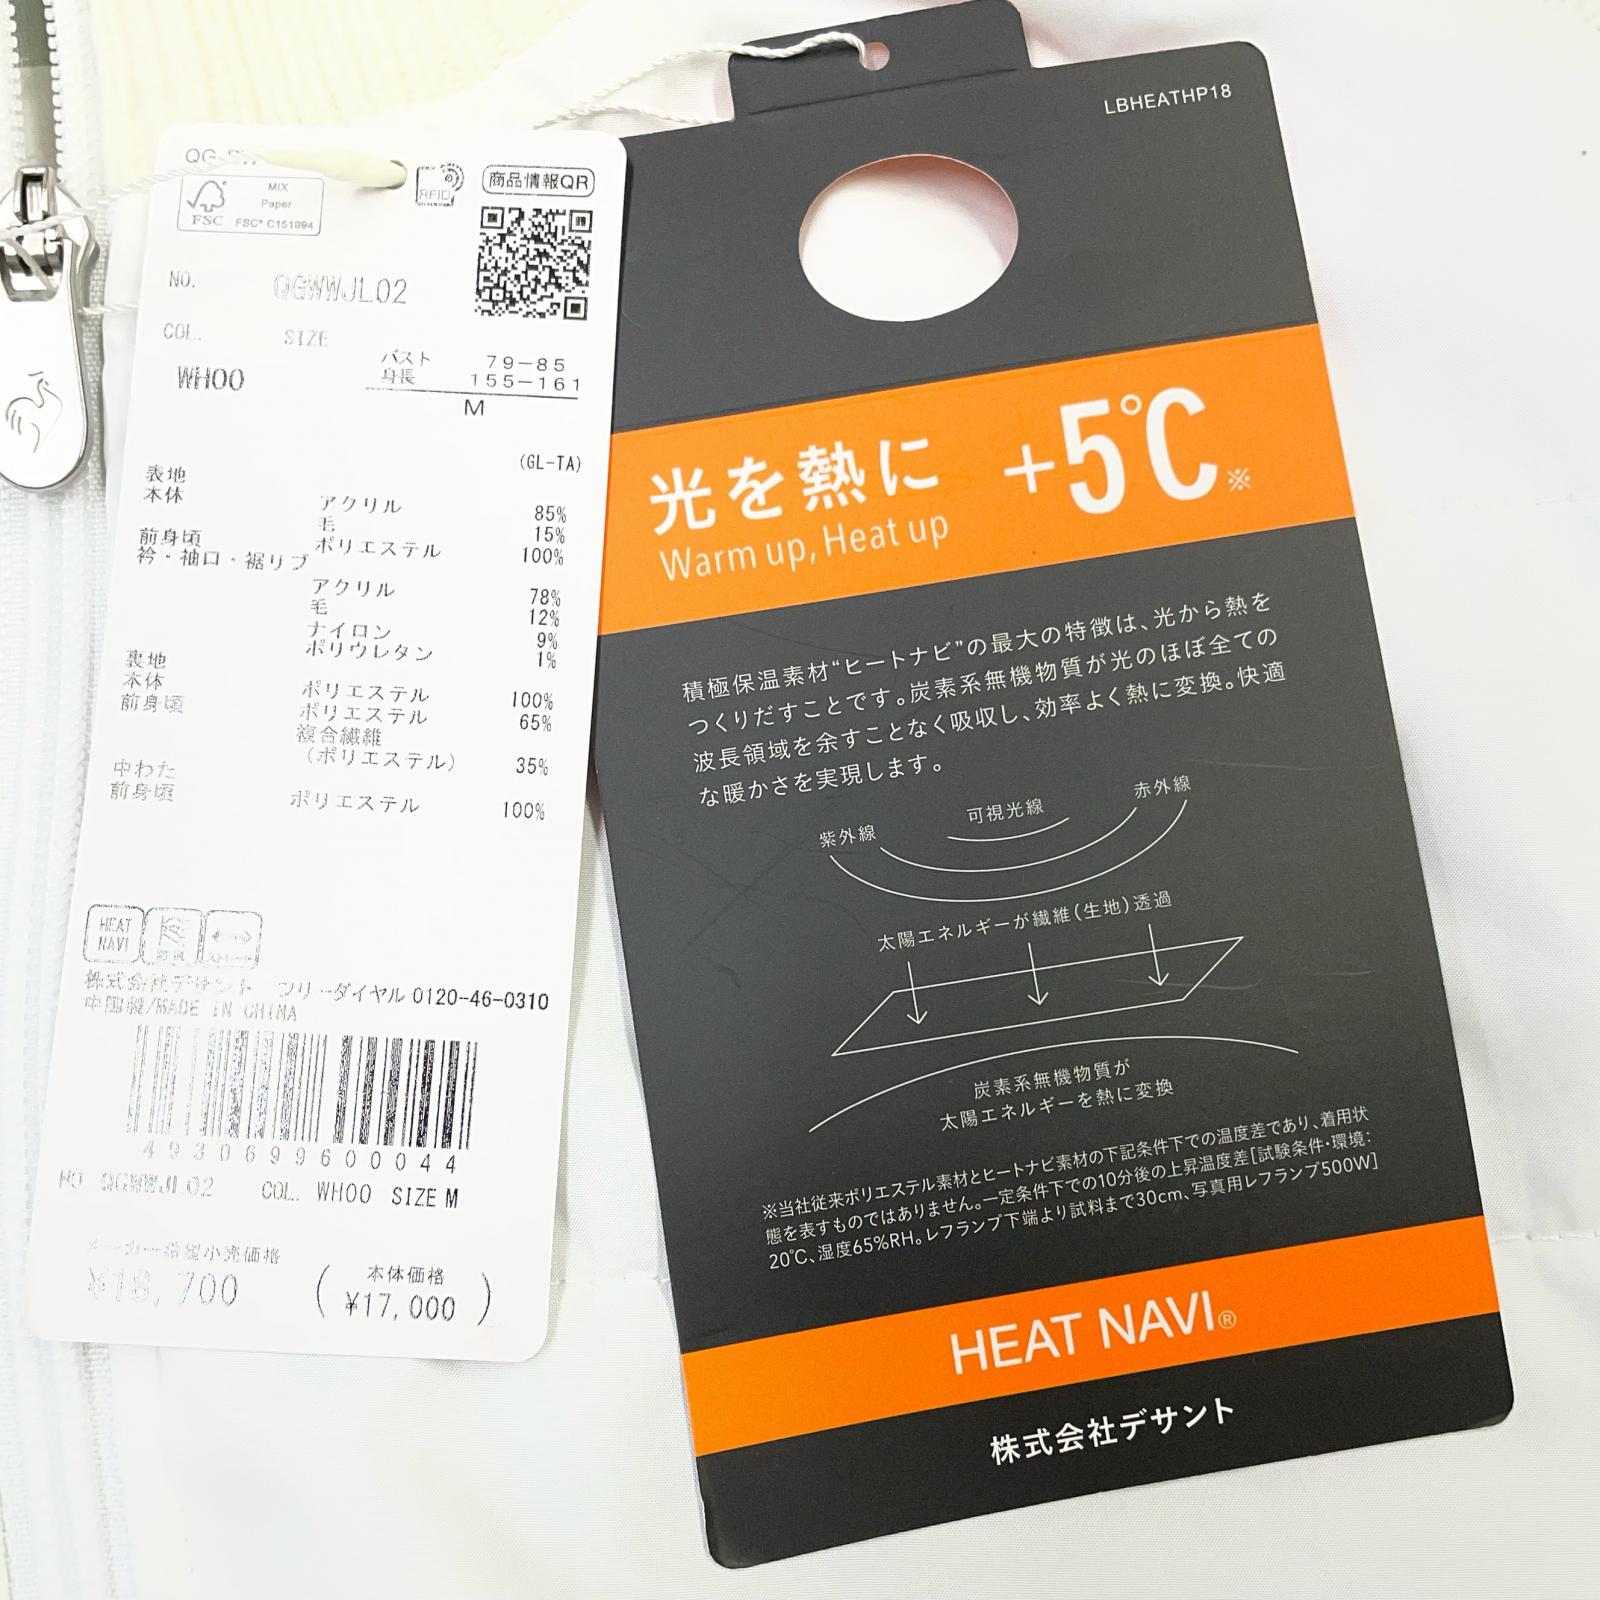 RFID
商品情報QR
FSC
MIX
Paper
FSC® C151994
NO. QGWWJL02
COL. SIZE
WH00
バスト 79-85
身長 155-161
M
(GL-TA)
表地
本体 アクリル 85%
毛 15%
前身頃 ポリエステル 100%
衿・袖口・裾リブ
アクリル 78%
毛 12%
ナイロン 9%
ポリウレタン 1%
裏地
本体 ポリエステル 100%
前身頃 ポリエステル 65%
複合繊維
(ポリエステル) 35%
中わた
前身頃 ポリエステル 100%
HEAT
NAVI
ストレッチ
株式会社デサント フリーダイヤル 0120-46-0310
中国製/MADE IN CHINA
4930699600044
NO. QGWWJL02 COL. WH00 SIZE M
メーカー希望小売価格
¥18,700
(本体価格
¥17,000)
LBHEATHP18
光を熱に +5℃※
Warm up, Heat up
積極保温素材“ヒートナビ”の最大の特徴は、光から熱を
つくりだすことです。炭素系無機物質が光のほぼ全ての
波長領域を余すことなく吸収し、効率よく熱に変換。快適
な暖かさを実現します。
紫外線 可視光線 赤外線
太陽エネルギーが繊維(生地)透過
炭素系無機物質が
太陽エネルギーを熱に変換
※当社従来ポリエステル素材とヒートナビ素材の下記条件下での温度差であり、着用状
態を表すものではありません。一定条件下での10分後の上昇温度差[試験条件・環境:
20℃、湿度65%RH。レフランプ下端より試料まで30cm、写真用レフランプ500W]
HEAT NAVI®
株式会社デサント